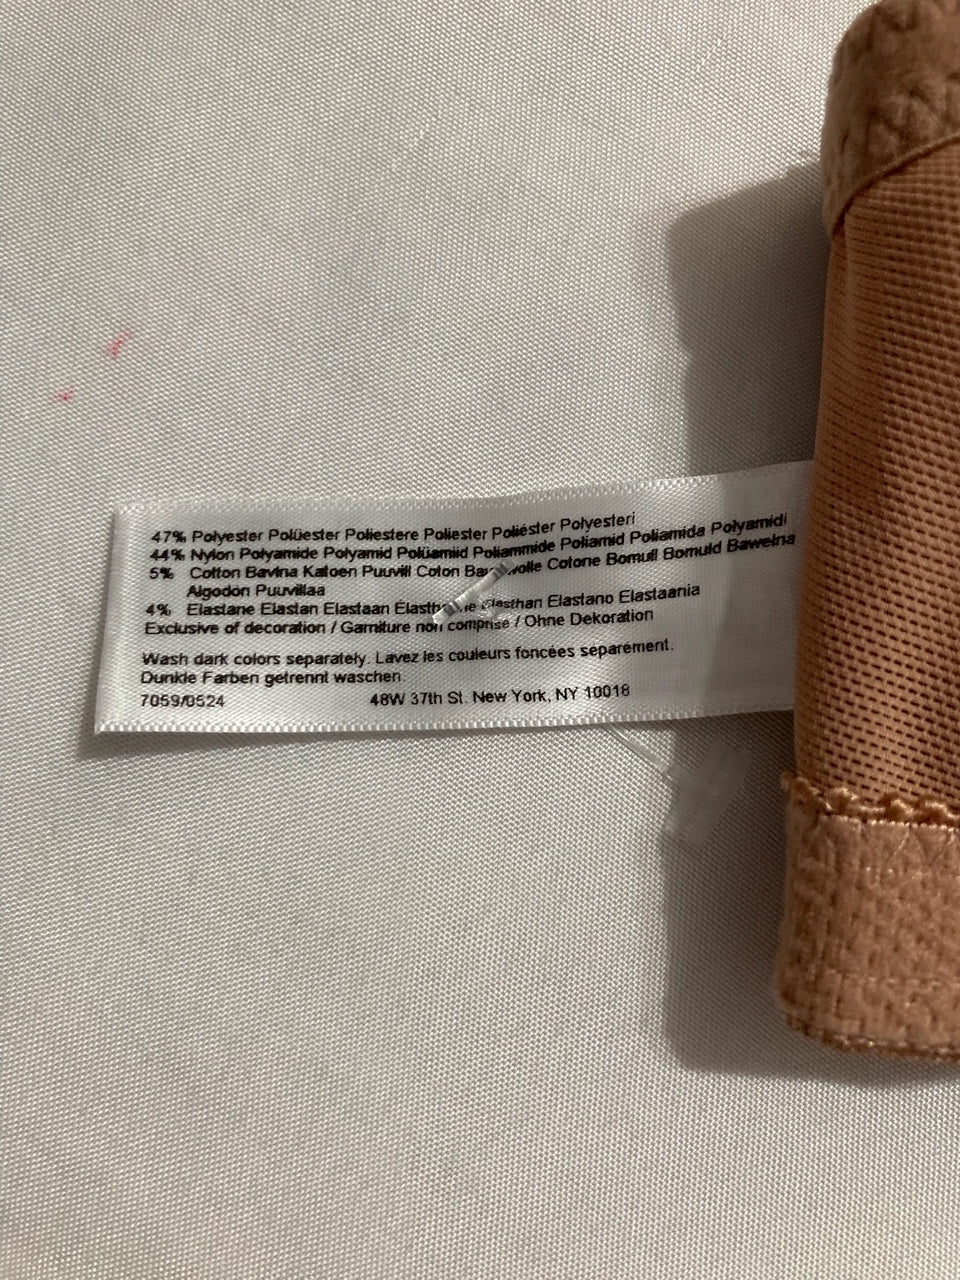 47% Polyester Polüester Poliestere Poliester Poliéster Polyesteri
44% Nylon Polyamide Polyamid Polüamiid Poliammide Poliamid Poliamida Polyamidi
5% Cotton Bavlna Katoen Puuvill Coton Cotone Bomull Bomuld Bawełna
Algodon Puuvillaa
4% Elastane Elastan Elastaan Elasthan Elastano Elastaania
Exclusive of decoration / Garniture non comprise / Ohne Dekoration
Wash dark colors separately. Lavez les couleurs foncées separément.
Dunkle Farben getrennt waschen.
7059/0524 48W 37th St. New York, NY 10018